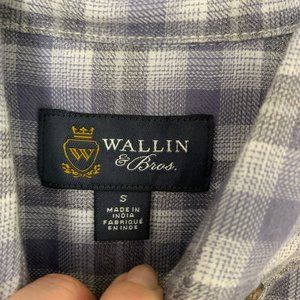 W
WALLIN
& Bros.
S
MADE IN
INDIA
FABRIQUÉ
EN INDE